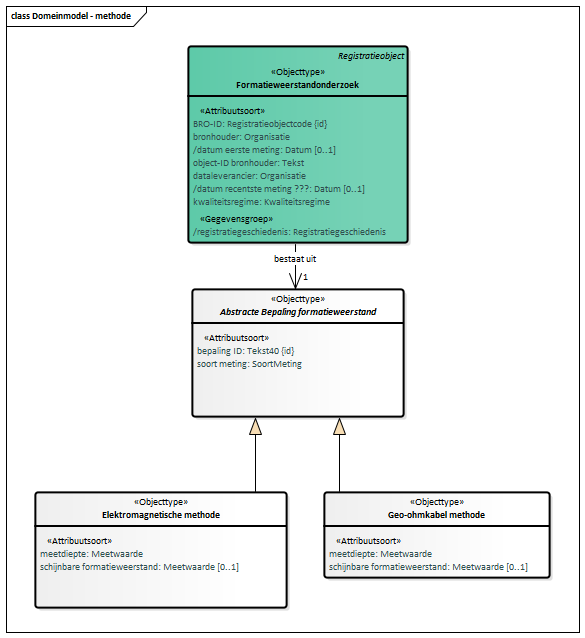 class Domeinmodel - methode
Registratieobject
«Objecttype»
Formatieweerstandonderzoek
«Attribuutsoort»
BRO-ID: Registratieobjectcode {id}
bronhouder: Organisatie
/datum eerste meting: Datum [0..1]
object-ID bronhouder: Tekst
dataleverancier: Organisatie
/datum recentste meting ???: Datum [0..1]
kwaliteitsregime: Kwaliteitsregime
«Gegevensgroep»
/registratiegeschiedenis: Registratiegeschiedenis
bestaat uit
1
«Objecttype»
Abstracte Bepaling formatieweerstand
«Attribuutsoort»
bepaling ID: Tekst40 {id}
soort meting: SoortMeting
«Objecttype»
Elektromagnetische methode
«Attribuutsoort»
meetdiepte: Meetwaarde
schijnbare formatieweerstand: Meetwaarde [0..1]
«Objecttype»
Geo-ohmkabel methode
«Attribuutsoort»
meetdiepte: Meetwaarde
schijnbare formatieweerstand: Meetwaarde [0..1]